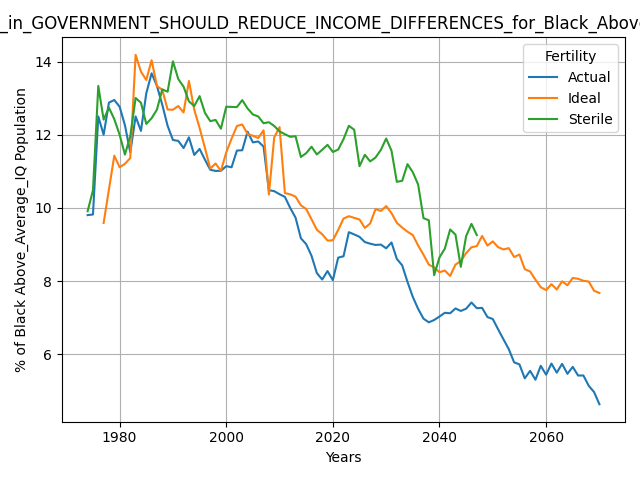 _in_GOVERNMENT_SHOULD_REDUCE_INCOME_DIFFERENCES_for_Black_Above
Fertility
Actual
Ideal
Sterile
% of Black Above_Average_IQ Population
14
12
10
8
6
1980
2000
2020
2040
2060
Years